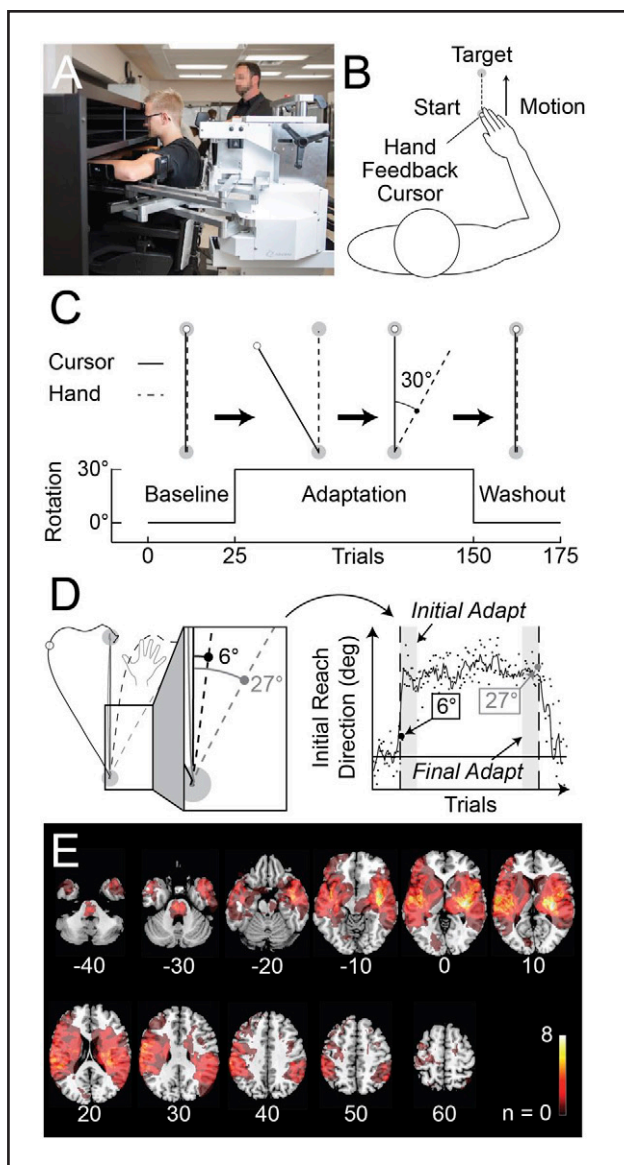 A
B
Target
Start
Motion
Hand
Feedback
Cursor
C
Cursor
Hand
30°
Rotation
30°
0°
Baseline
Adaptation
Washout
0
25
Trials
150
175
D
6°
27°
Initial Reach
Direction (deg)
Initial Adapt
6°
27°
Final Adapt
Trials
E
-40
-30
-20
-10
0
10
20
30
40
50
60
8
n = 0